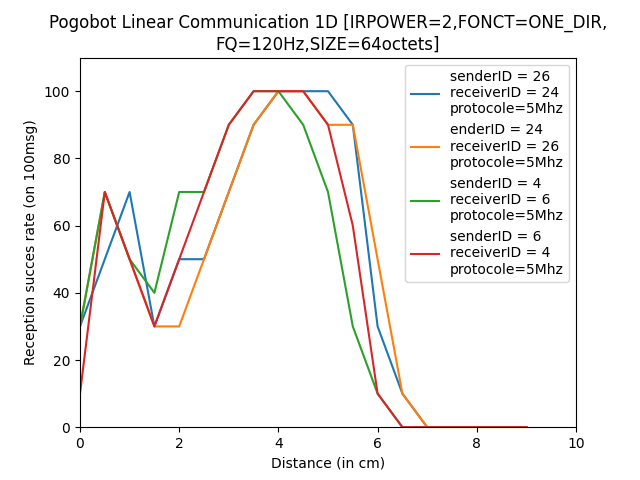 Pogobot Linear Communication 1D [IRPOWER=2,FONCT=ONE_DIR,
FQ=120Hz,SIZE=64octets]
senderID = 26
receiverID = 24
protocole=5Mhz
enderID = 24
receiverID = 26
protocole=5Mhz
senderID = 4
receiverID = 6
protocole=5Mhz
senderID = 6
receiverID = 4
protocole=5Mhz
Reception succes rate (on 100msg)
100
80
60
40
20
0
0 2 4 6 8 10
Distance (in cm)